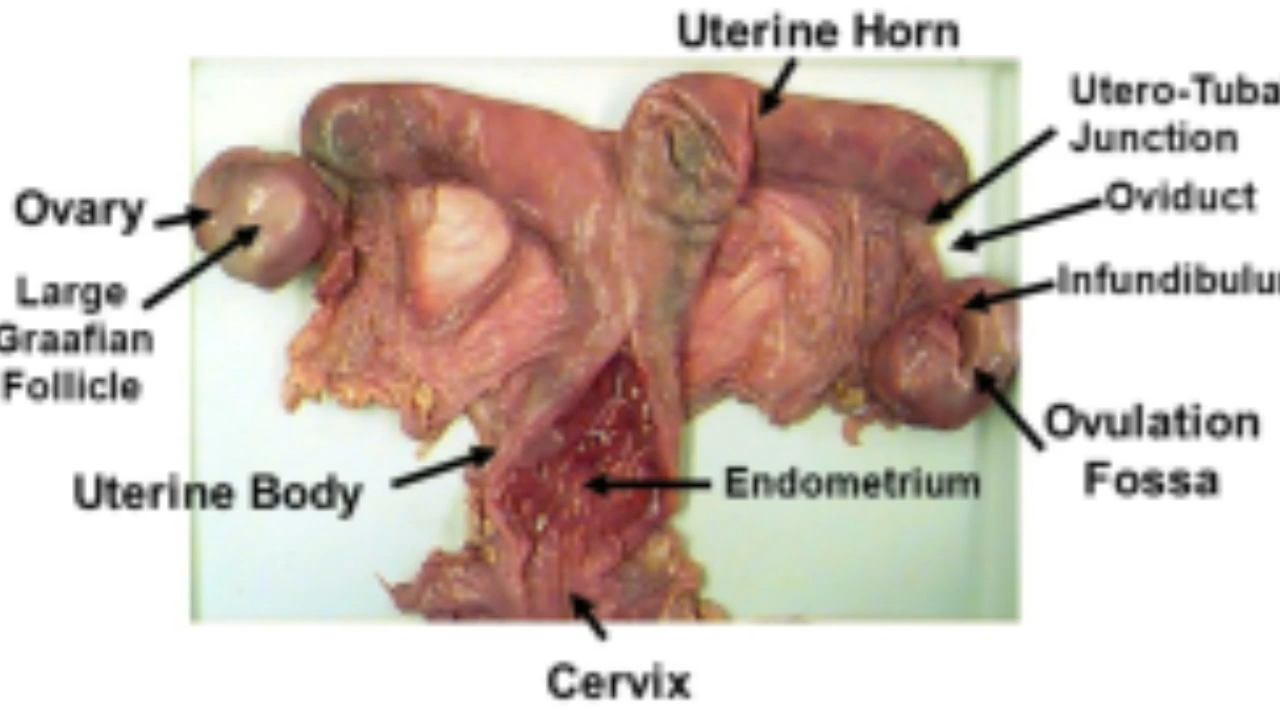 Uterine Horn
Utero-Tuba
Junction
Oviduct
Infundibulu
Ovary
Large
Graafian
Follicle
Ovulation
Fossa
Uterine Body
Endometrium
Cervix